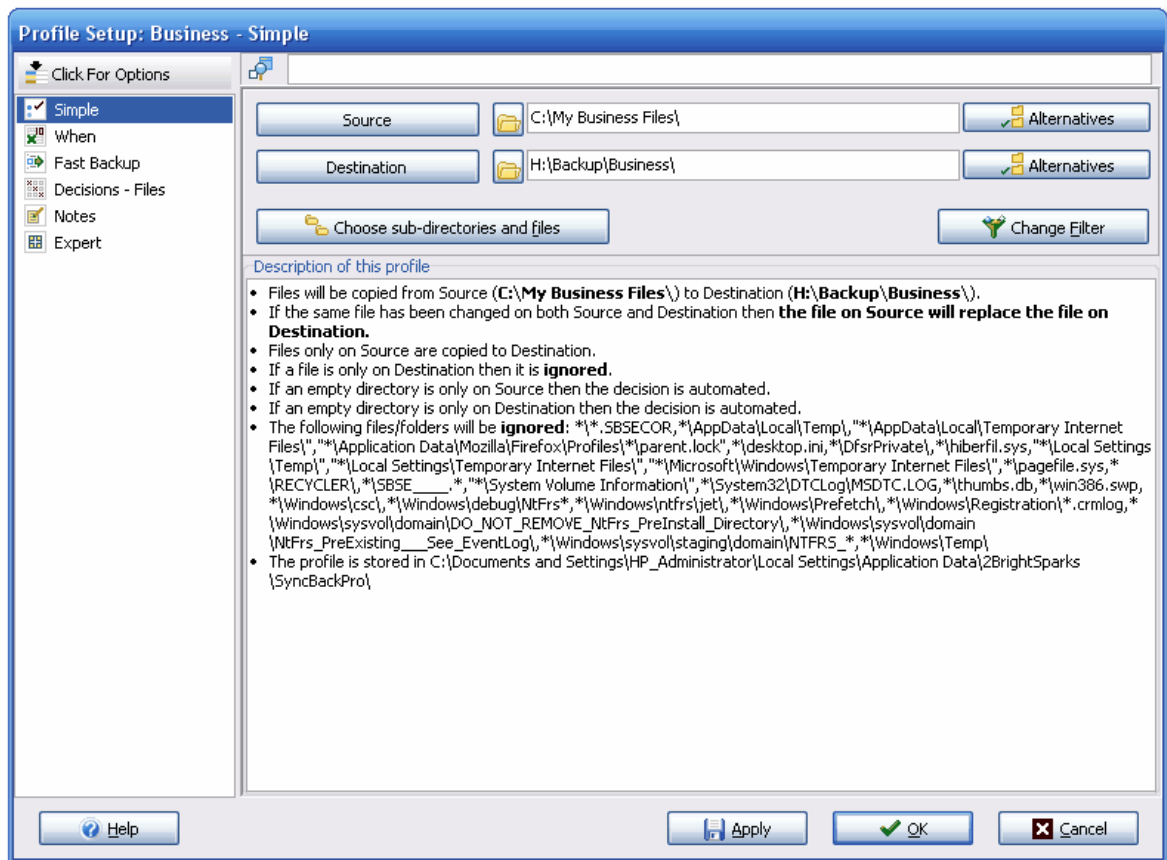 Profile Setup: Business - Simple
Click For Options
Simple
When
Fast Backup
Decisions - Files
Notes
Expert
Source
C:\My Business Files\
Alternatives
Destination
H:\Backup\Business\
Alternatives
Choose sub-directories and files
Change Filter
Description of this profile
• Files will be copied from Source (C:\My Business Files\) to Destination (H:\Backup\Business\).
• If the same file has been changed on both Source and Destination then the file on Source will replace the file on
Destination.
• Files only on Source are copied to Destination.
• If a file is only on Destination then it is ignored.
• If an empty directory is only on Source then the decision is automated.
• If an empty directory is only on Destination then the decision is automated.
• The following files/folders will be ignored: *\*.SBSECOR,*\AppData\Local\Temp\,"*\AppData\Local\Temporary Internet
Files\","*\Application Data\Mozilla\Firefox\Profiles\*\parent.lock",*\desktop.ini,*\DfsrPrivate\,*\hiberfil.sys,"*\Local Settings
\Temp\","*\Local Settings\Temporary Internet Files\","*\Microsoft\Windows\Temporary Internet Files\",*\pagefile.sys,*
\RECYCLER\,*\SBSE____.*,"*\System Volume Information\",*\System32\DTCLog\MSDTC.LOG,*\thumbs.db,*\win386.swp,
*\Windows\csc\,*\Windows\debug\NtFrs*,*\Windows\ntfrs\jet\,*\Windows\Prefetch\,*\Windows\Registration\*.crmlog,*
\Windows\sysvol\domain\DO_NOT_REMOVE_NtFrs_PreInstall_Directory\,*\Windows\sysvol\domain
\NtFrs_PreExisting___See_EventLog\,*\Windows\sysvol\staging\domain\NTFRS_*,*\Windows\Temp\
• The profile is stored in C:\Documents and Settings\HP_Administrator\Local Settings\Application Data\2BrightSparks
\SyncBackPro\
Help
Apply
OK
Cancel